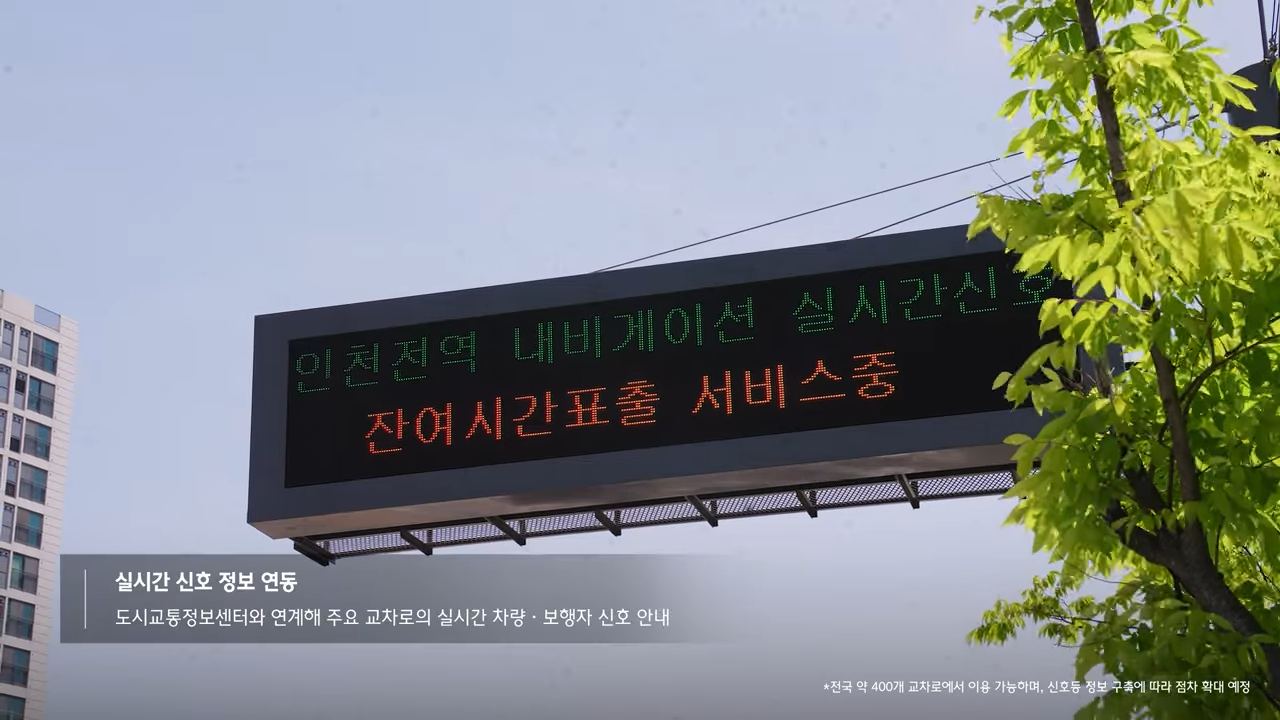 인천전역 내비게이션 실시간신호
잔여시간표출 서비스중
실시간 신호 정보 연동
도시교통정보센터와 연계해 주요 교차로의 실시간 차량 · 보행자 신호 안내
*전국 약 400개 교차로에서 이용 가능하며, 신호등 정보 구축에 따라 점차 확대 예정